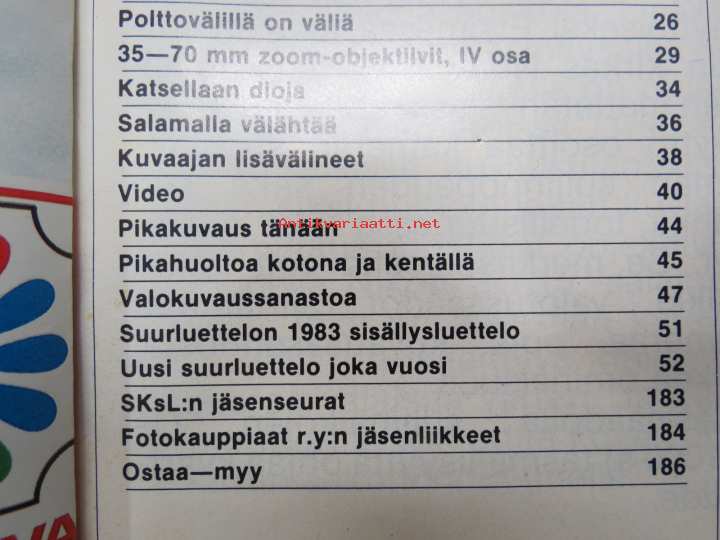 Polttovälillä on väliä 26
35—70 mm zoom-objektiivit, IV osa 29
Katsellaan dioja 34
Salamalla välähtää 36
Kuvaajan lisävälineet 38
Video 40
Antikvariaatti.net
Pikakuvaus tänään 44
Pikahuoltoa kotona ja kentällä 45
Valokuvaussanastoa 47
Suurluettelon 1983 sisällysluettelo 51
Uusi suurluettelo joka vuosi 52
SKsL:n jäsenseurat 183
Fotokauppiaat r.y:n jäsenliikkeet 184
Ostaa—myy 186